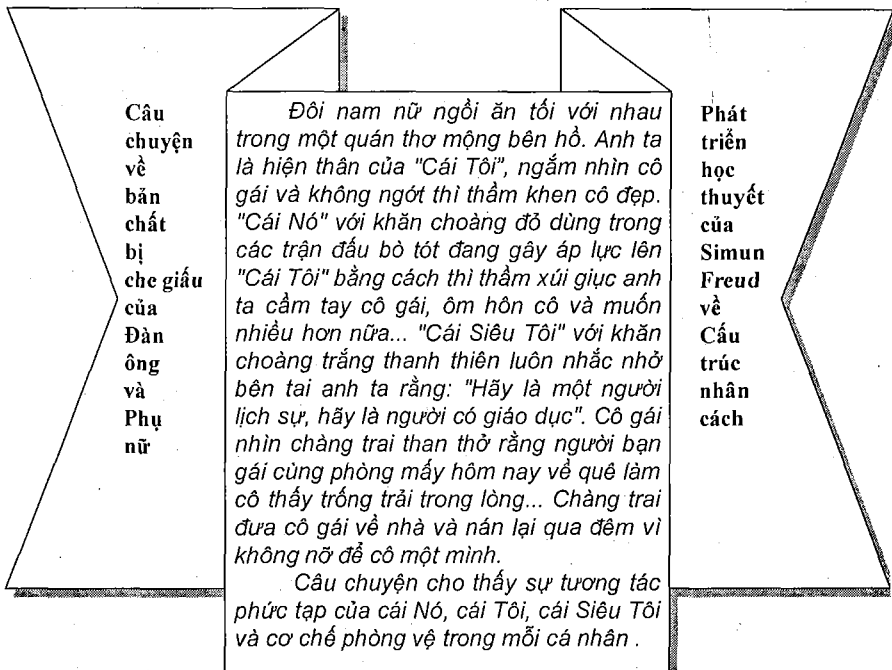 Câu
chuyện
về
bản
chất
bị
che giấu
của
Đàn
ông
và
Phụ
nữ
Đôi nam nữ ngồi ăn tối với nhau
trong một quán thơ mộng bên hồ. Anh ta
là hiện thân của "Cái Tôi", ngắm nhìn cô
gái và không ngớt thì thầm khen cô đẹp.
"Cái Nó" với khăn choàng đỏ dùng trong
các trận đấu bò tót đang gây áp lực lên
"Cái Tôi" bằng cách thì thầm xúi giục anh
ta cầm tay cô gái, ôm hôn cô và muốn
nhiều hơn nữa... "Cái Siêu Tôi" với khăn
choàng trắng thanh thiên luôn nhắc nhở
bên tai anh ta rằng: "Hãy là một người
lịch sự, hãy là người có giáo dục". Cô gái
nhìn chàng trai than thở rằng người bạn
gái cùng phòng mấy hôm nay về quê làm
cô thấy trống trải trong lòng... Chàng trai
đưa cô gái về nhà và nán lại qua đêm vì
không nỡ để cô một mình.
Câu chuyện cho thấy sự tương tác
phức tạp của cái Nó, cái Tôi, cái Siêu Tôi
và cơ chế phòng vệ trong mỗi cá nhân .
Phát
triển
học
thuyết
của
Simun
Freud
về
Cấu
trúc
nhân
cách